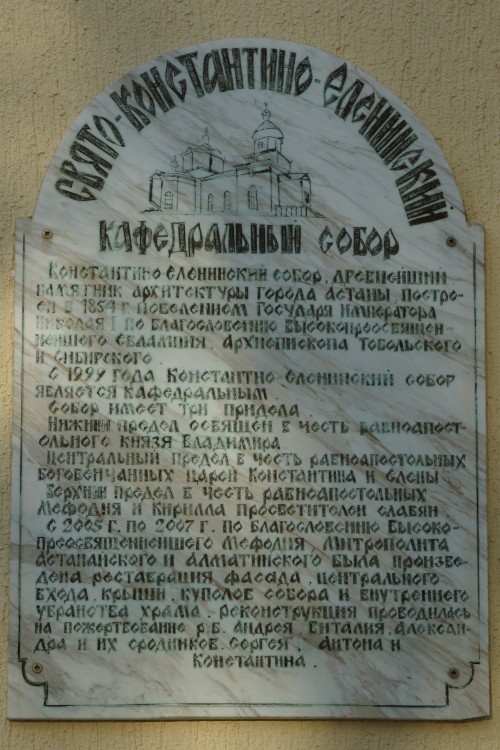 СВЯТО-КОНСТАНТИНО-ЕЛЕНИНСКИЙ
КАФЕДРАЛЬНЫЙ СОБОР
КОНСТАНТИНО-ЕЛЕНИНСКИЙ СОБОР, ДРЕВНЕЙШИЙ
ПАМЯТНИК АРХИТЕКТУРЫ ГОРОДА АСТАНЫ, ПОСТРО-
ЕН В 1854 Г. ПОВЕЛЕНИЕМ ГОСУДАРЯ ИМПЕРАТОРА
НИКОЛАЯ I ПО БЛАГОСЛОВЕНИЮ ВЫСОКОПРЕОСВЯЩЕН-
НЕЙШЕГО ЕВЛАМПИЯ, АРХИЕПИСКОПА ТОБОЛЬСКОГО
И СИБИРСКОГО.
С 1999 ГОДА КОНСТАНТИНО-ЕЛЕНИНСКИЙ СОБОР
ЯВЛЯЕТСЯ КАФЕДРАЛЬНЫМ.
СОБОР ИМЕЕТ ТРИ ПРИДЕЛА.
НИЖНИЙ ПРЕДЕЛ ОСВЯЩЕН В ЧЕСТЬ РАВНОАПОСТ-
ОЛЬНОГО КНЯЗЯ ВЛАДИМИРА
ЦЕНТРАЛЬНЫЙ ПРЕДЕЛ В ЧЕСТЬ РАВНОАПОСТОЛЬНЫХ
БОГОВЕНЧАННЫХ ЦАРЕЙ КОНСТАНТИНА И ЕЛЕНЫ
ВЕРХНИЙ ПРЕДЕЛ В ЧЕСТЬ РАВНОАПОСТОЛЬНЫХ
МЕФОДИЯ И КИРИЛЛА ПРОСВЕТИТЕЛЕЙ СЛАВЯН.
С 2005 Г. ПО 2007 Г. ПО БЛАГОСЛОВЕНИЮ ВЫСОКО-
ПРЕОСВЯЩЕННЕЙШЕГО МЕФОДИЯ МИТРОПОЛИТА
АСТАНАЙСКОГО И АЛМАТИНСКОГО БЫЛА ПРОИЗВЕ-
ДЕНА РЕСТАВРАЦИЯ ФАСАДА, ЦЕНТРАЛЬНОГО
ВХОДА, КРЫШИ, КУПОЛОВ СОБОРА И ВНУТРЕННЕГО
УБРАНСТВА ХРАМА. РЕКОНСТРУКЦИЯ ПРОВОДИЛАСЬ
НА ПОЖЕРТВОВАНИЕ Р.Б. АНДРЕЯ, ВИТАЛИЯ, АЛЕКСАН-
ДРА И ИХ СРОДНИКОВ: СЕРГЕЯ, АНТОНА И
КОНСТАНТИНА.